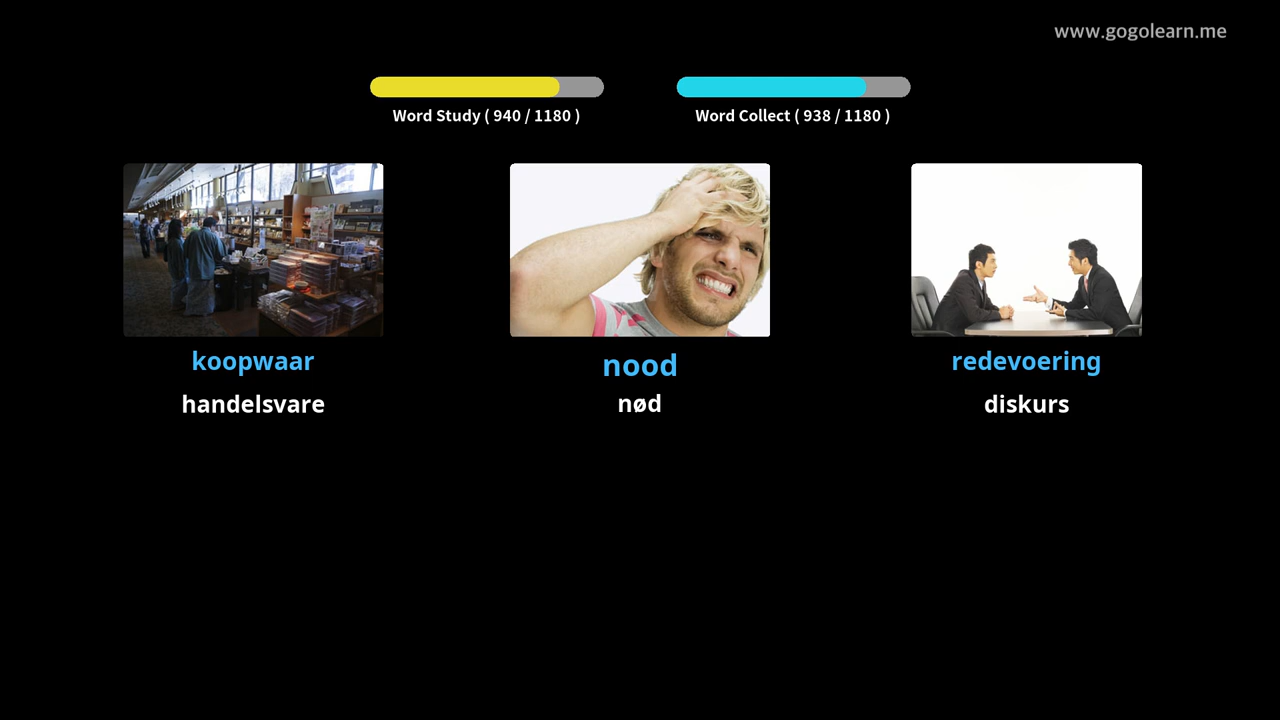 www.gogolearn.me
Word Study ( 940 / 1180 )
Word Collect ( 938 / 1180 )
koopwaar
nood
redevoering
handelsvare
nød
diskurs